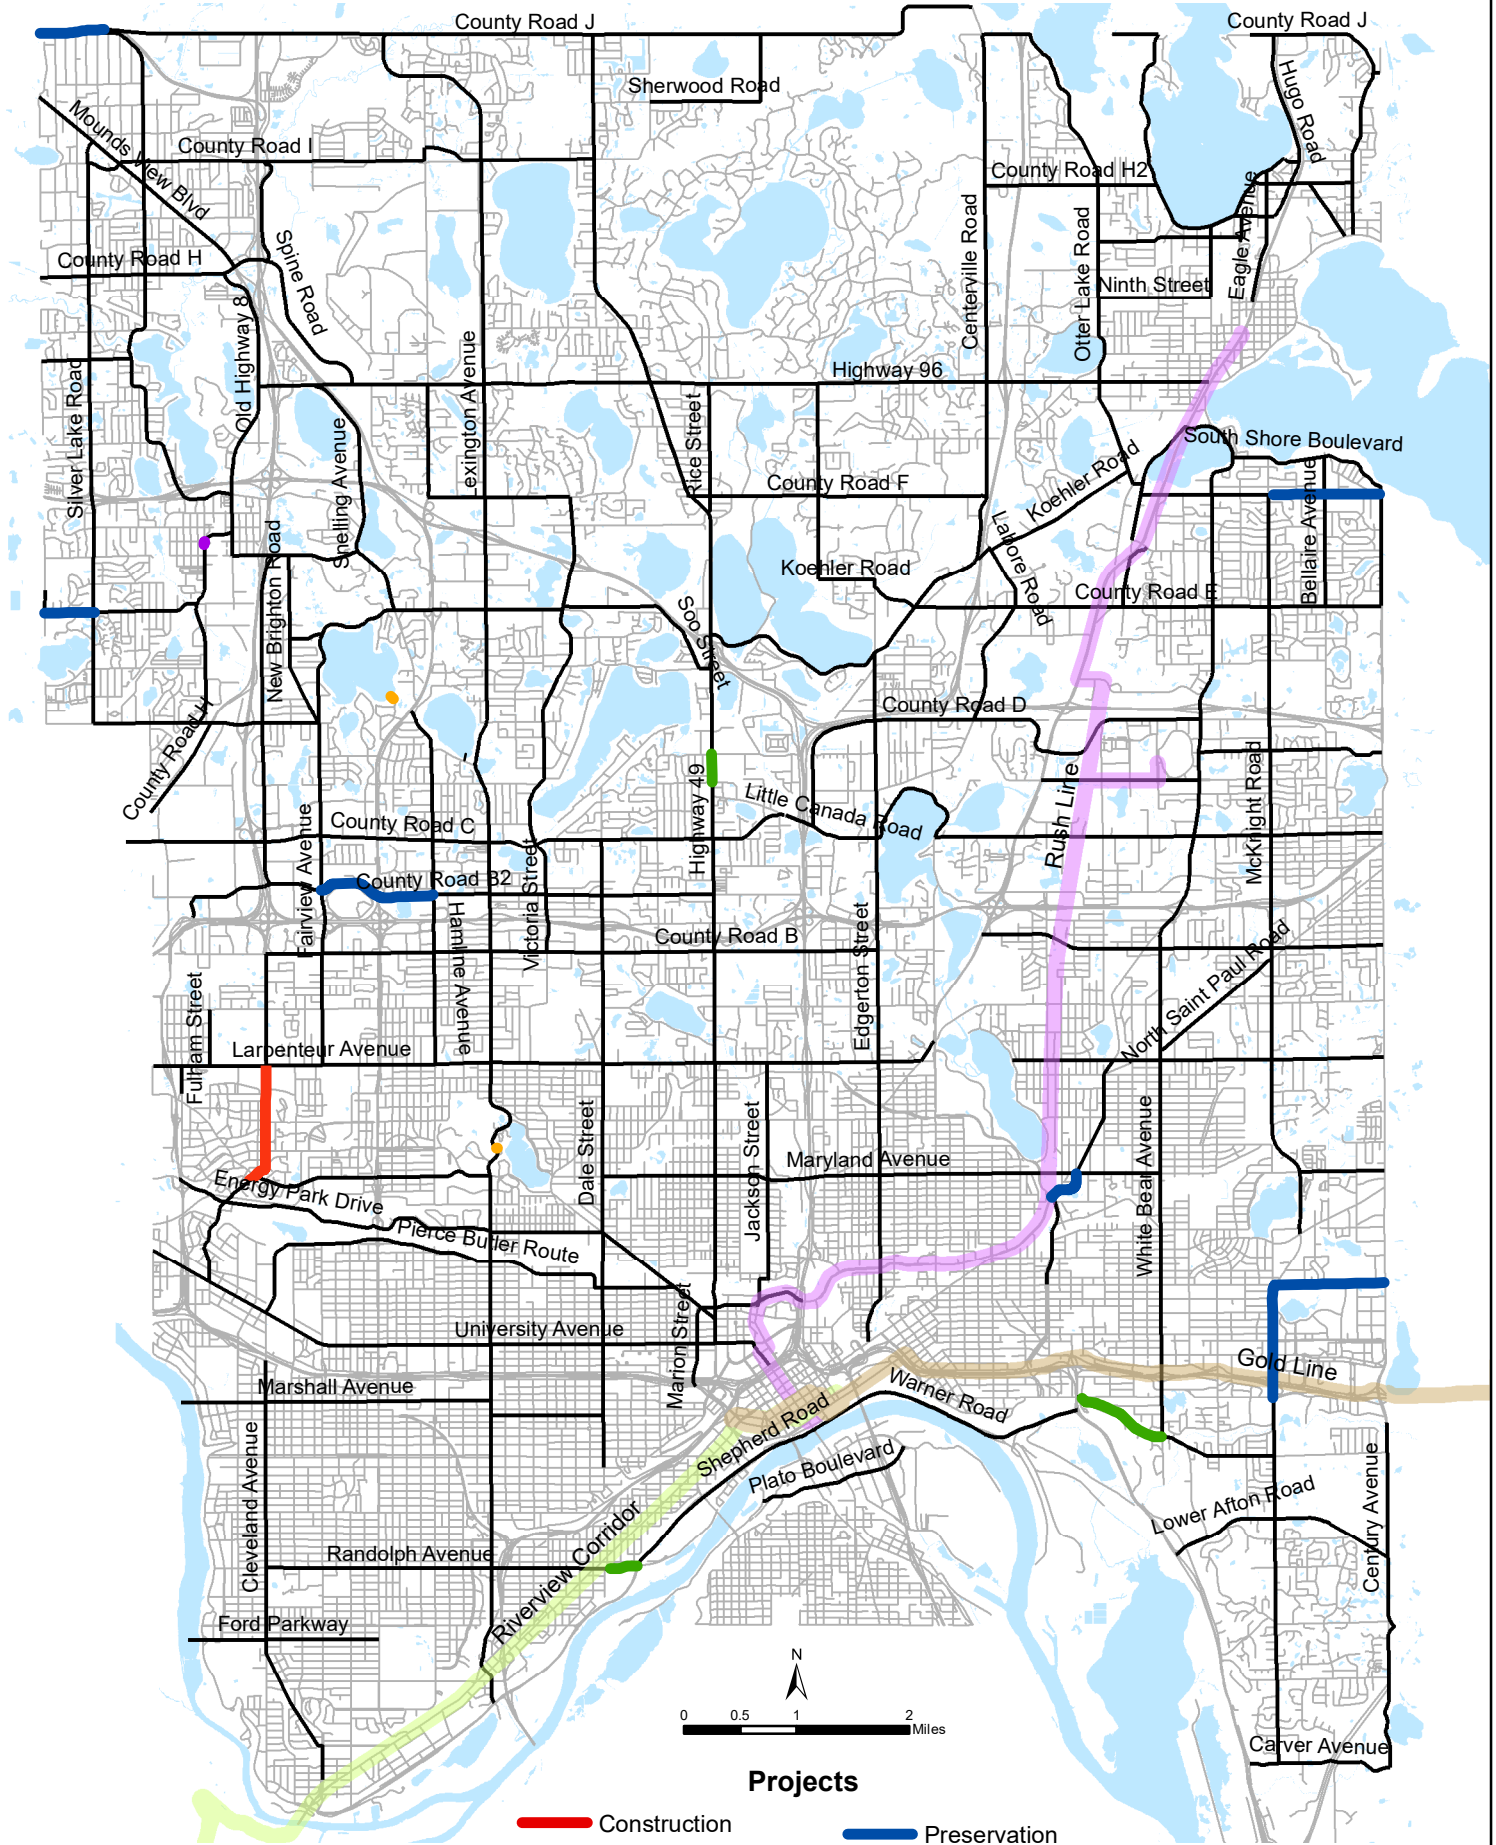 County Road J
County Road J
Sherwood Road
Hugo Road
Mounds View Blvd
County Road I
County Road H2
Centerville Road
Otter Lake Road
Eagle Avenue
County Road H
Spine Road
Ninth Street
Old Highway 8
Silver Lake Road
Lexington Avenue
Highway 96
Rice Street
Snelling Avenue
South Shore Boulevard
County Road F
Koehler Road
Bellaire Avenue
Labore Road
New Brighton Road
Koehler Road
County Road E
Soo Street
County Road H
County Road D
Highway 49
Little Canada Road
Rush Line
McKnight Road
Fairview Avenue
County Road C
County Road B2
Victoria Street
Hamline Avenue
County Road B
Edgerton Street
North Saint Paul Road
Fulham Street
Larpenteur Avenue
Dale Street
Jackson Street
Maryland Avenue
White Bear Avenue
Energy Park Drive
Pierce Butler Route
Marion Street
University Avenue
Gold Line
Marshall Avenue
Warner Road
Shepherd Road
Plato Boulevard
Cleveland Avenue
Lower Afton Road
Century Avenue
Randolph Avenue
Riverview Corridor
Ford Parkway
N
0 0.5 1 2
Miles
Carver Avenue
Projects
Construction
Preservation